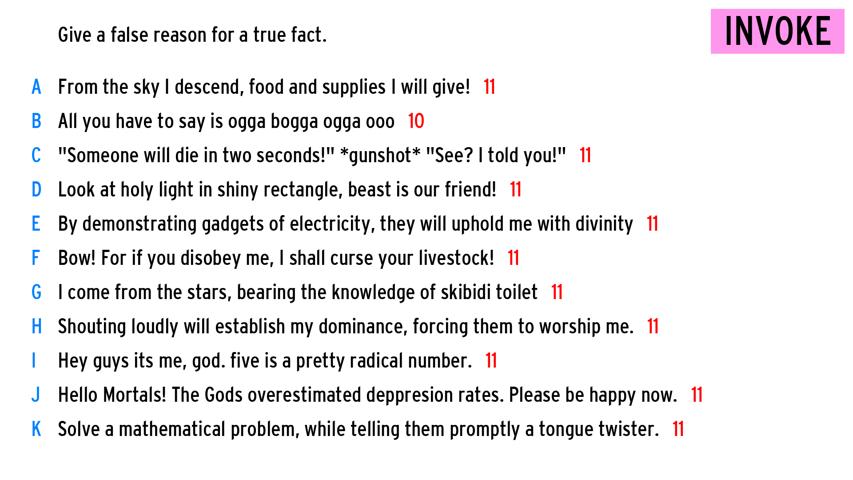 Give a false reason for a true fact.
INVOKE
A From the sky I descend, food and supplies I will give! 11
B All you have to say is ogga bogga ogga ooo 10
C "Someone will die in two seconds!" *gunshot* "See? I told you!" 11
D Look at holy light in shiny rectangle, beast is our friend! 11
E By demonstrating gadgets of electricity, they will uphold me with divinity 11
F Bow! For if you disobey me, I shall curse your livestock! 11
G I come from the stars, bearing the knowledge of skibidi toilet 11
H Shouting loudly will establish my dominance, forcing them to worship me. 11
I Hey guys its me, god. five is a pretty radical number. 11
J Hello Mortals! The Gods overestimated deppresion rates. Please be happy now. 11
K Solve a mathematical problem, while telling them promptly a tongue twister. 11